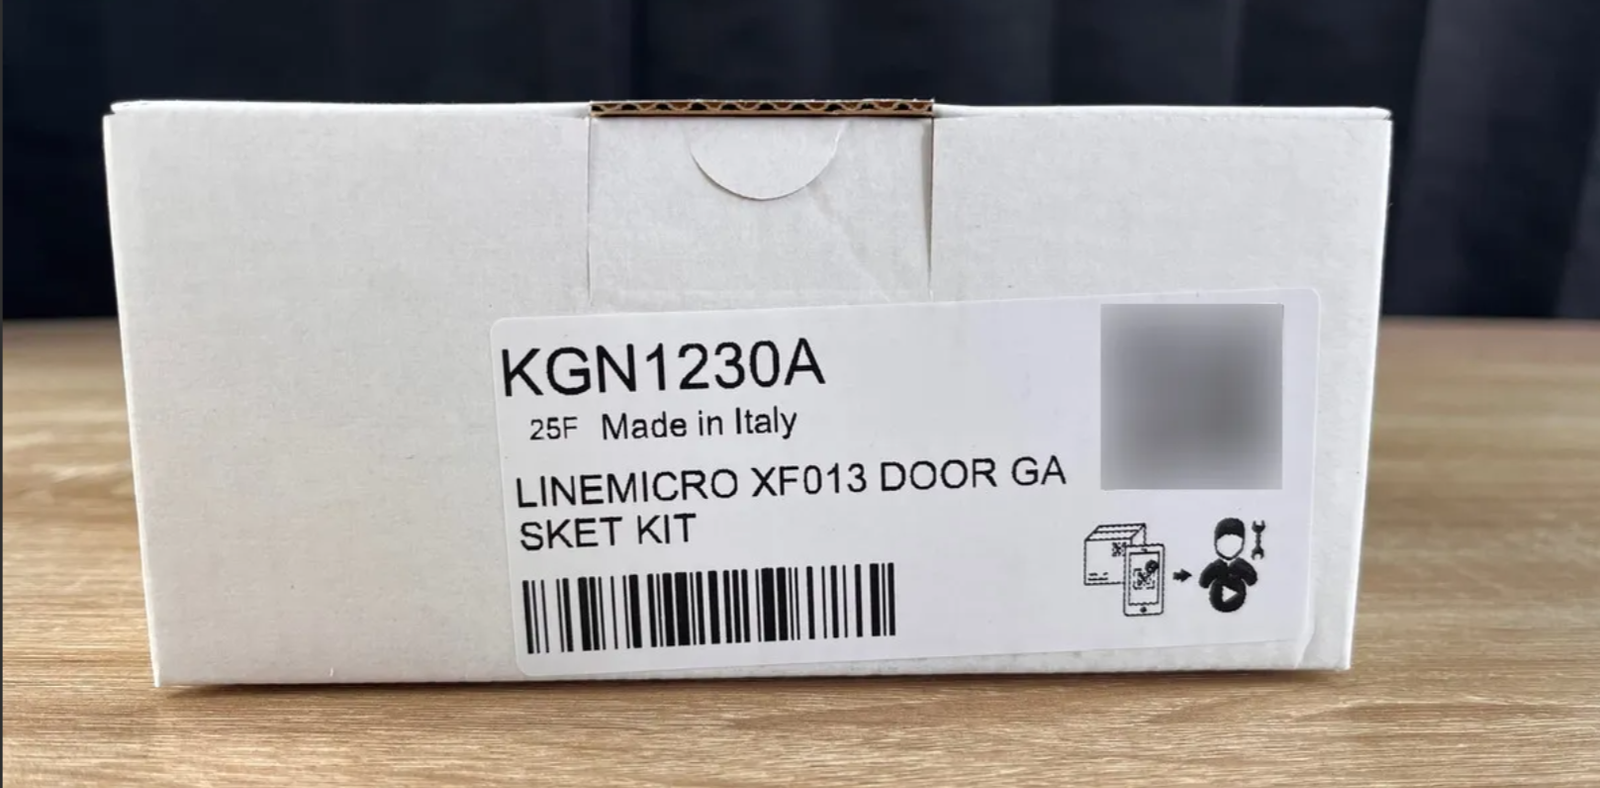 KGN1230A
25F Made in Italy
LINEMICRO XF013 DOOR GA
SKET KIT